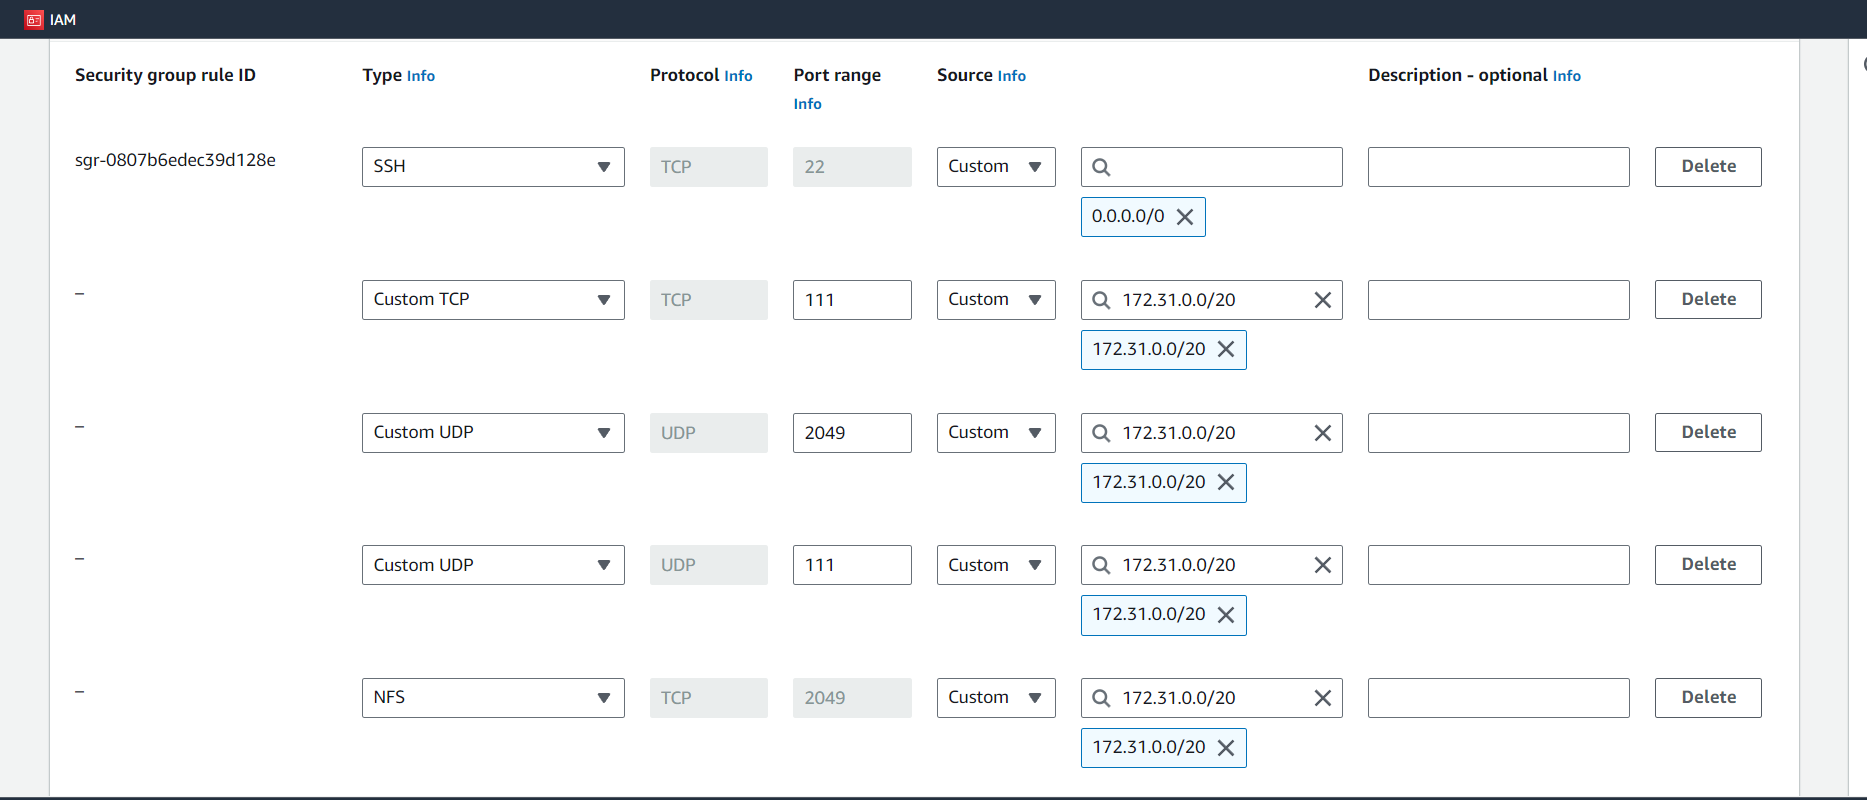 IAM
Security group rule ID
Type Info
Protocol Info
Port range
Info
Source Info
Description - optional Info
sgr-0807b6edec39d128e
SSH
TCP
22
Custom
Delete
0.0.0.0/0
–
Custom TCP
TCP
111
Custom
172.31.0.0/20
Delete
172.31.0.0/20
–
Custom UDP
UDP
2049
Custom
172.31.0.0/20
Delete
172.31.0.0/20
–
Custom UDP
UDP
111
Custom
172.31.0.0/20
Delete
172.31.0.0/20
–
NFS
TCP
2049
Custom
172.31.0.0/20
Delete
172.31.0.0/20